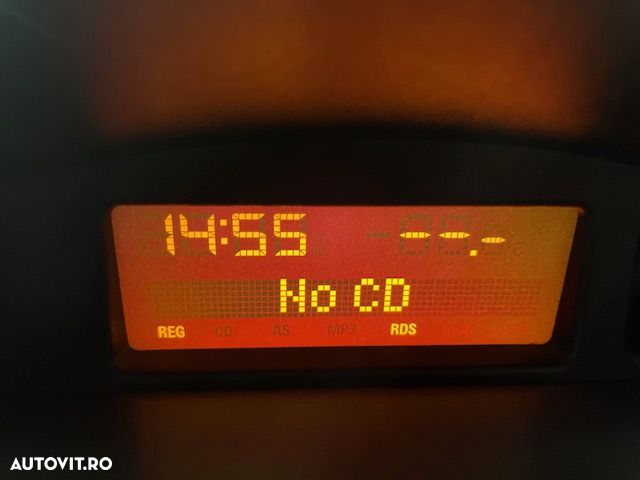 14:55 --.-
No CD
REG CD AS MP3 RDS
AUTOVIT.RO